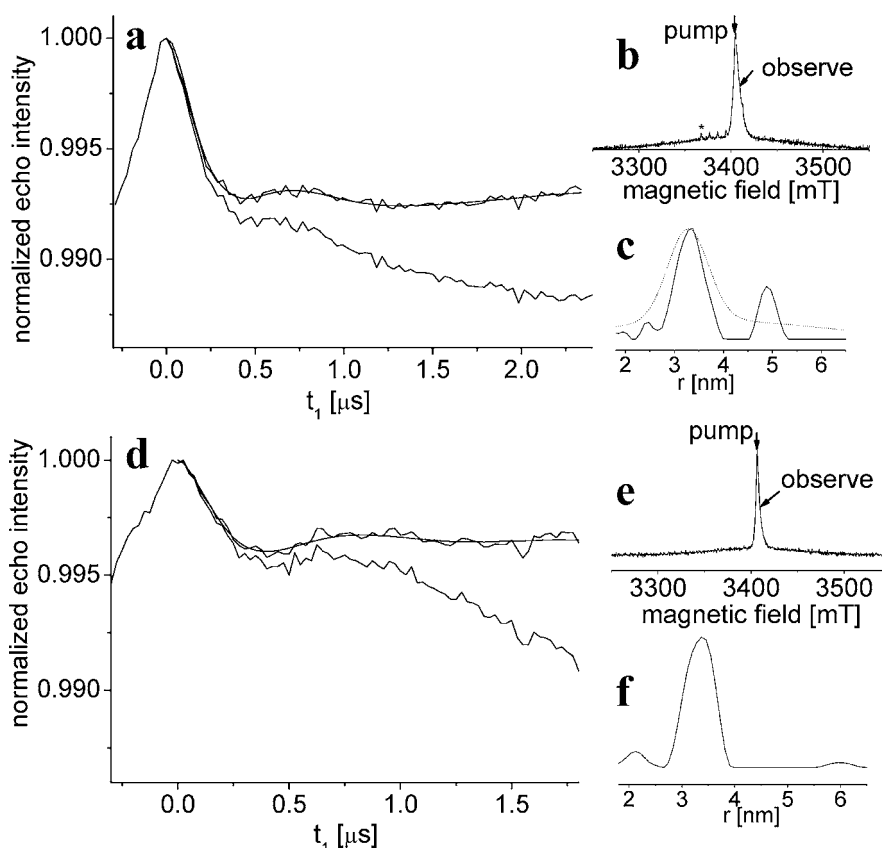 a
normalized echo intensity
1.000
0.995
0.990
0.0 0.5 1.0 1.5 2.0
t₁ [μs]
b
pump
observe
*
3300 3400 3500
magnetic field [mT]
c
2 3 4 5 6
r [nm]
d
normalized echo intensity
1.000
0.995
0.990
0.0 0.5 1.0 1.5
t₁ [μs]
e
pump
observe
3300 3400 3500
magnetic field [mT]
f
2 3 4 5 6
r [nm]